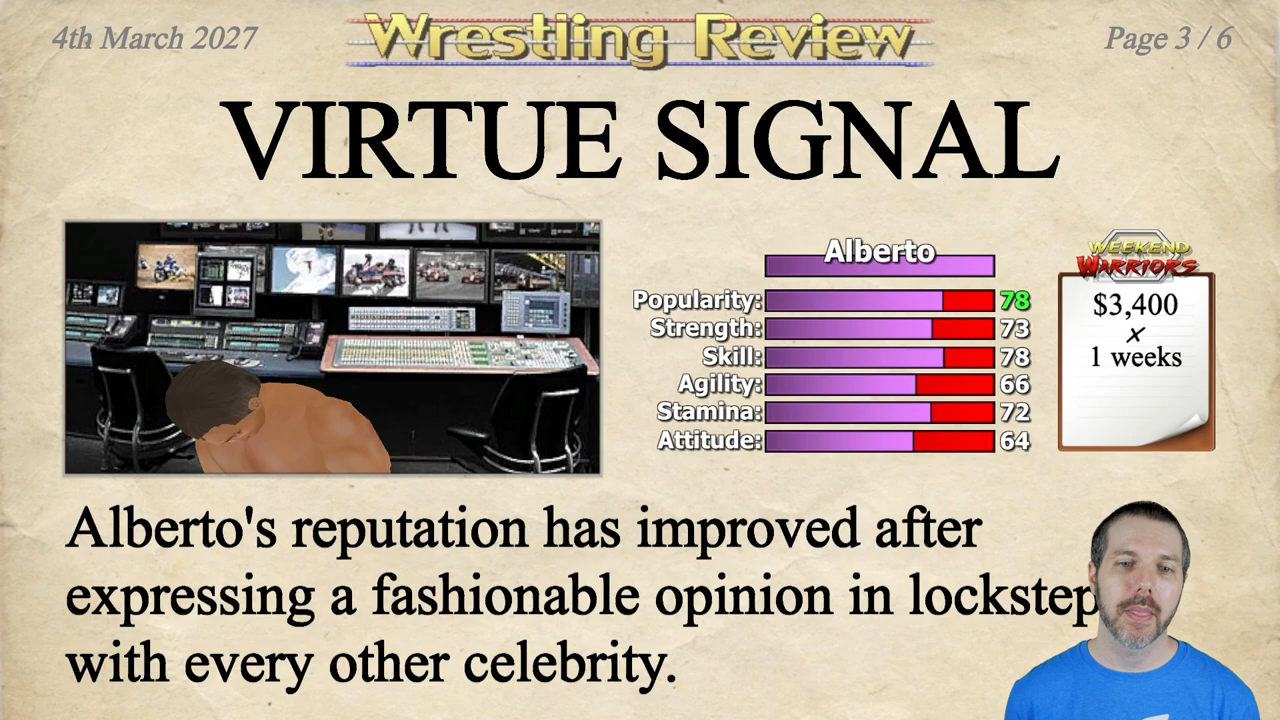 4th March 2027
Wrestling Review
Page 3 / 6
VIRTUE SIGNAL
Alberto
Popularity: 78
Strength: 73
Skill: 78
Agility: 66
Stamina: 72
Attitude: 64
WEEKEND
WARRIORS
$3,400
×
1 weeks
Alberto's reputation has improved after
expressing a fashionable opinion in lockstep
with every other celebrity.